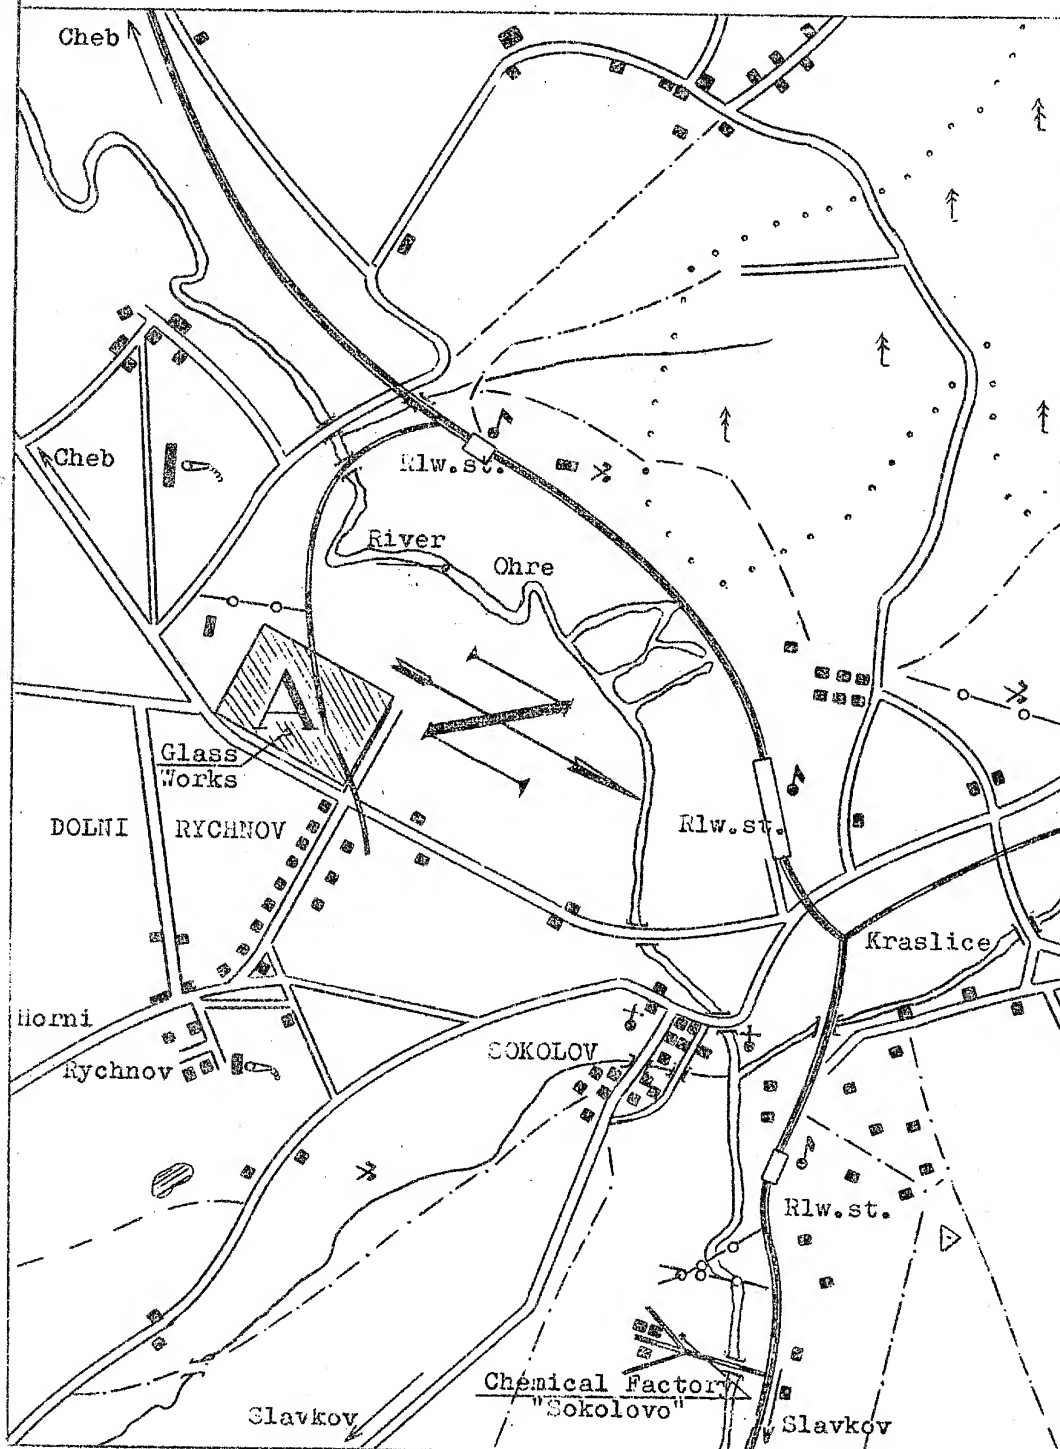 Cheb
Cheb
Rlw.st.
River
Ohre
A
Glass
Works
DOLNI RYCHNOV
Rlw.st.
Kraslice
Horni
Rychnov
SOKOLOV
Rlw.st.
Chemical Factory
"Sokolovo"
Slavkov
Slavkov